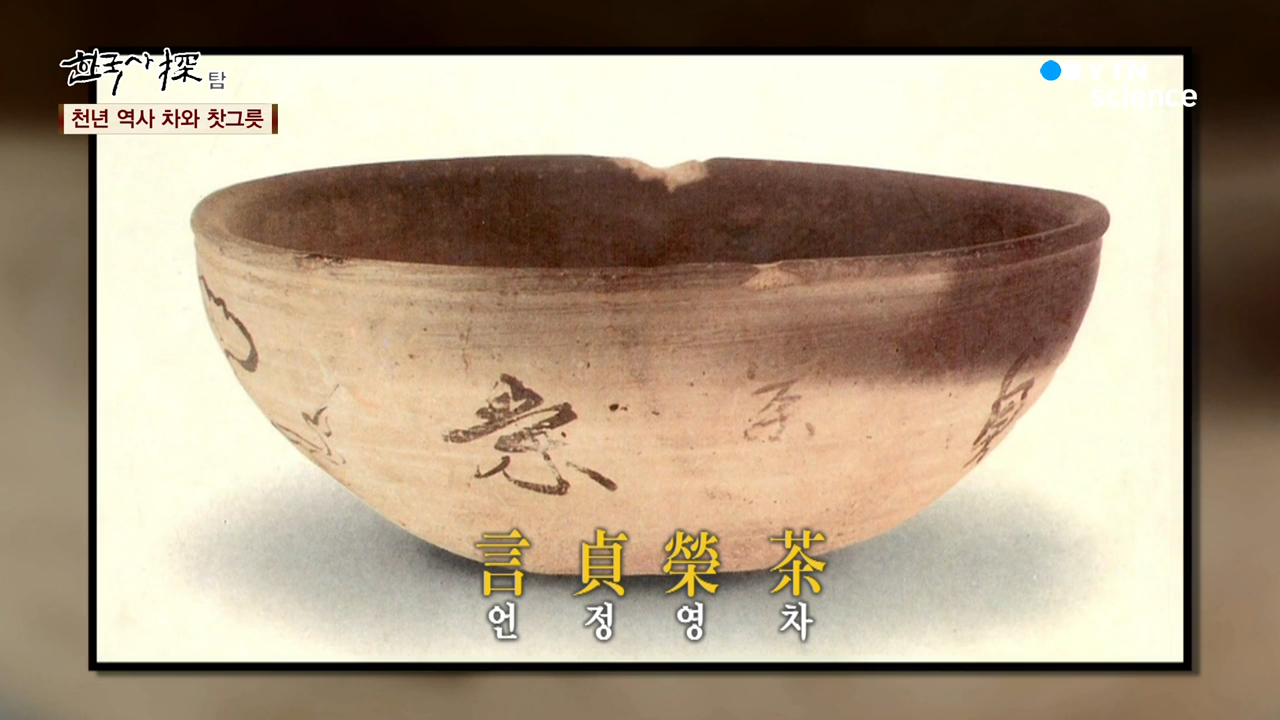 한국사 探 탐
천년 역사 차와 찻그릇
YTN
science
言 貞 榮 茶
언 정 영 차